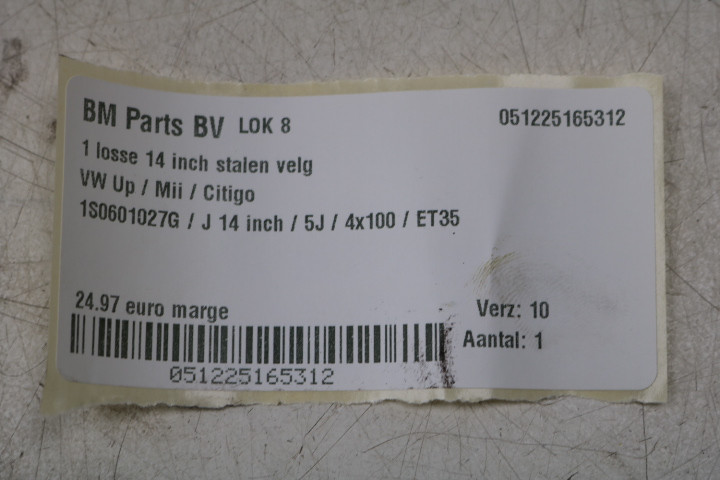 BM Parts BV LOK 8 051225165312
1 losse 14 inch stalen velg
VW Up / Mii / Citigo
1S0601027G / J 14 inch / 5J / 4x100 / ET35
24.97 euro marge Verz: 10
Aantal: 1
051225165312